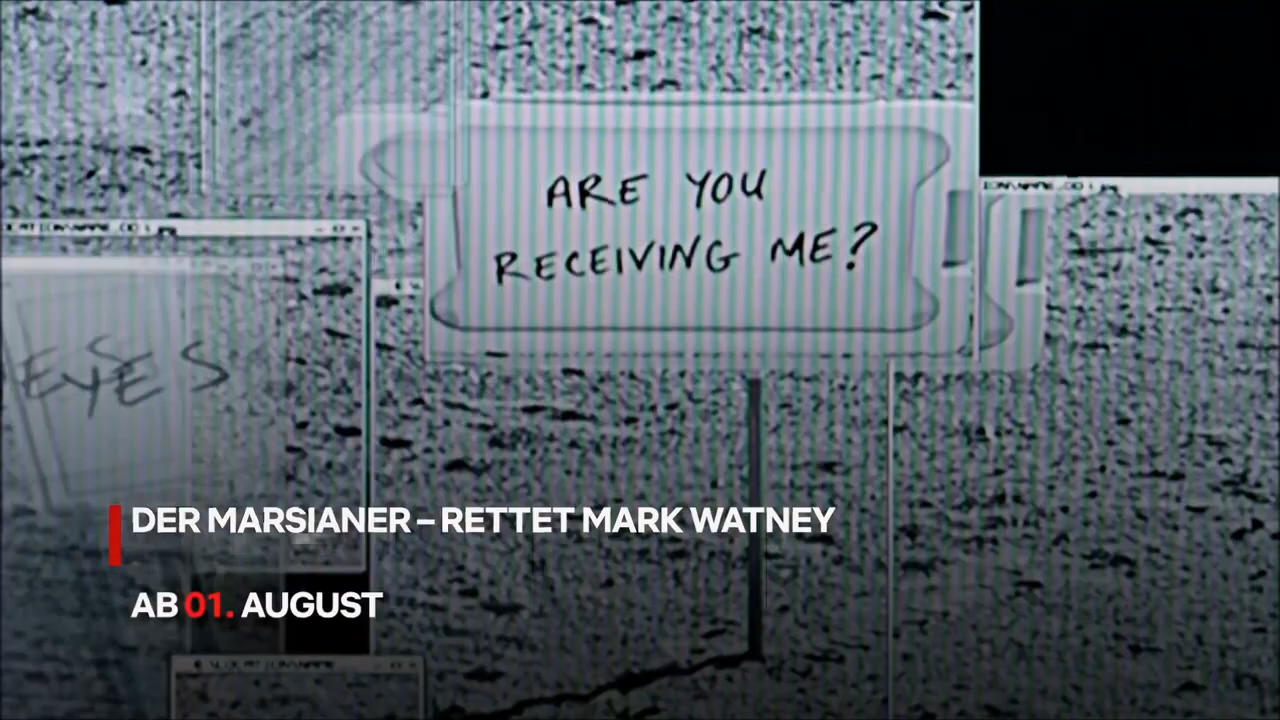 ARE YOU
RECEIVING ME?
YES
DER MARSIANER – RETTET MARK WATNEY
AB 01. AUGUST